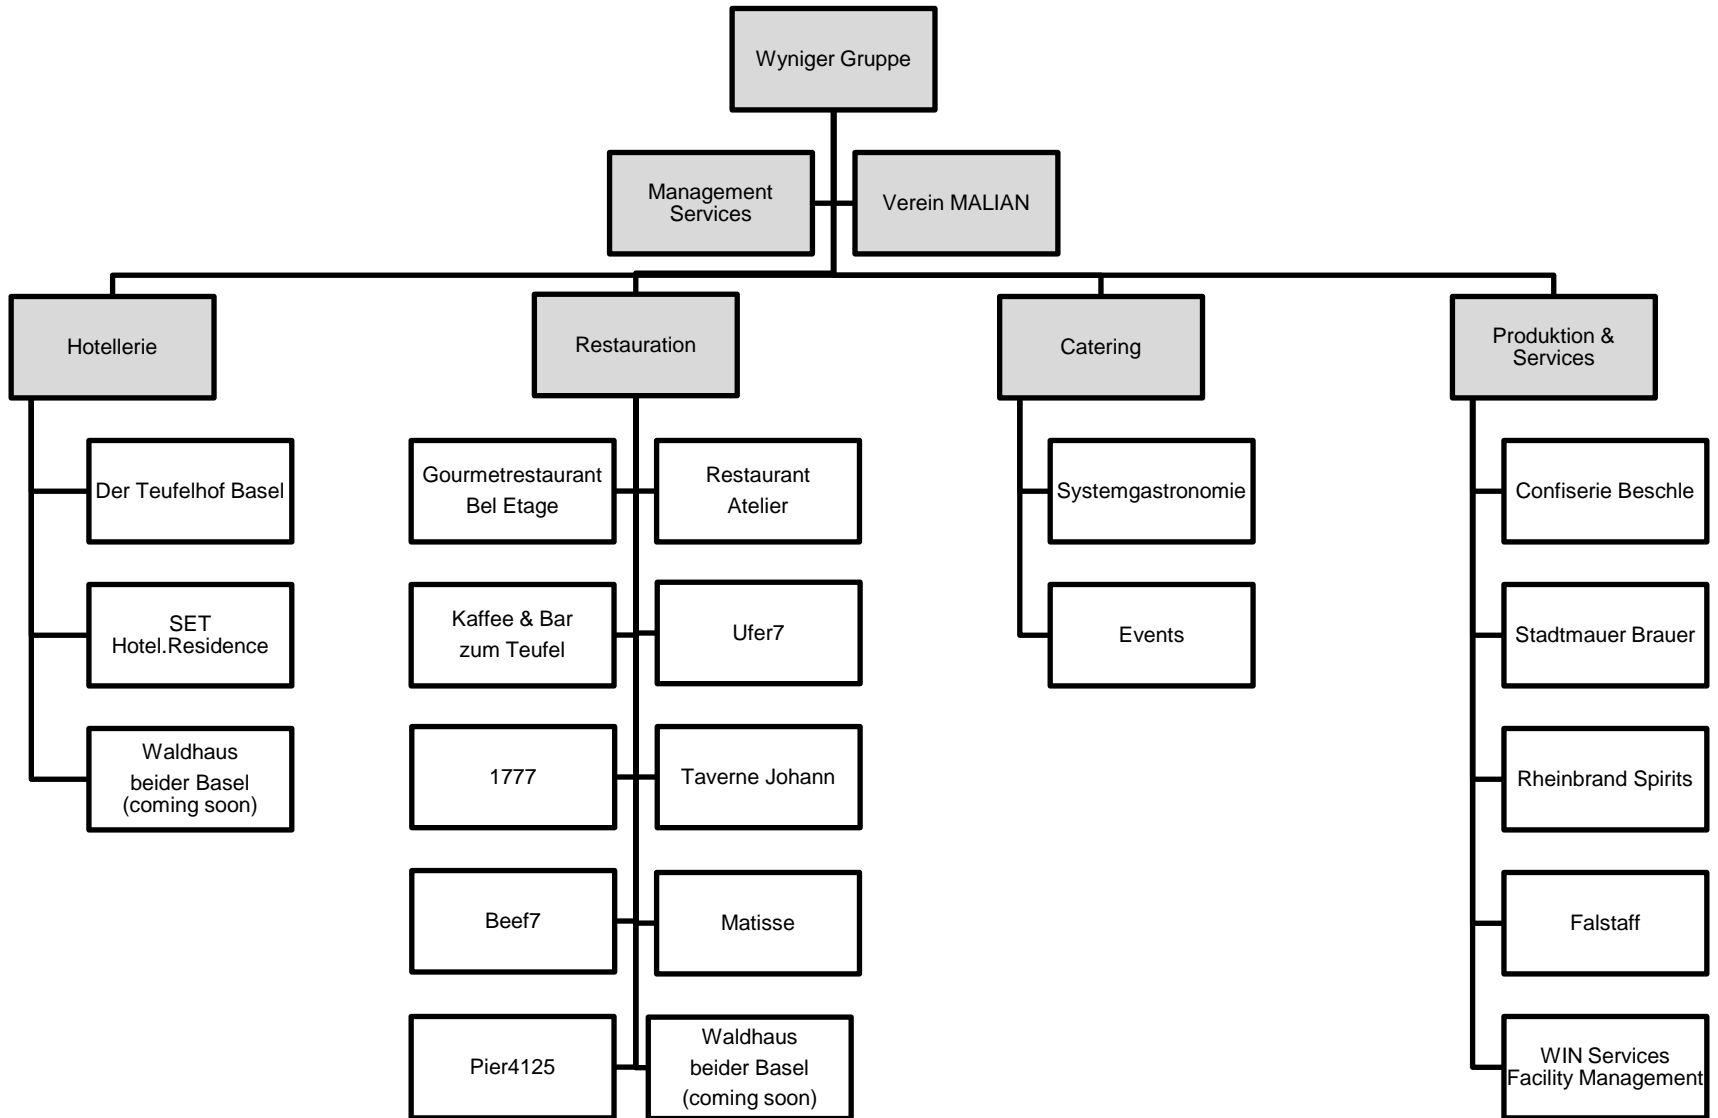 Wyniger Gruppe
Management
Services
Verein MALIAN
Hotellerie
Restauration
Catering
Produktion &
Services
Der Teufelhof Basel
Gourmetrestaurant
Bel Etage
Restaurant
Atelier
Systemgastronomie
Confiserie Beschle
SET
Hotel.Residence
Kaffee & Bar
zum Teufel
Ufer7
Events
Stadtmauer Brauer
Waldhaus
beider Basel
(coming soon)
1777
Taverne Johann
Rheinbrand Spirits
Beef7
Matisse
Falstaff
Pier4125
Waldhaus
beider Basel
(coming soon)
WIN Services
Facility Management